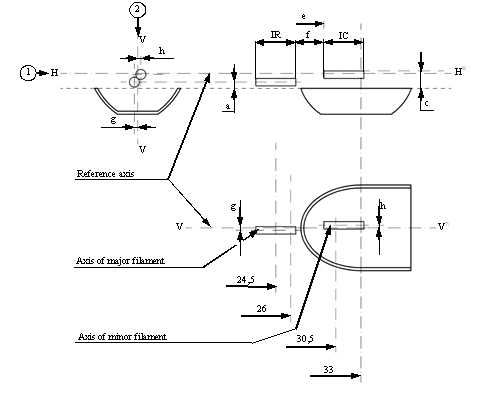 2
e
V
h
IR
f
IC
1
H
H
a
c
g
V
Reference axis
g
h
V
V
Axis of major filament
24,5
26
Axis of minor filament
30,5
33